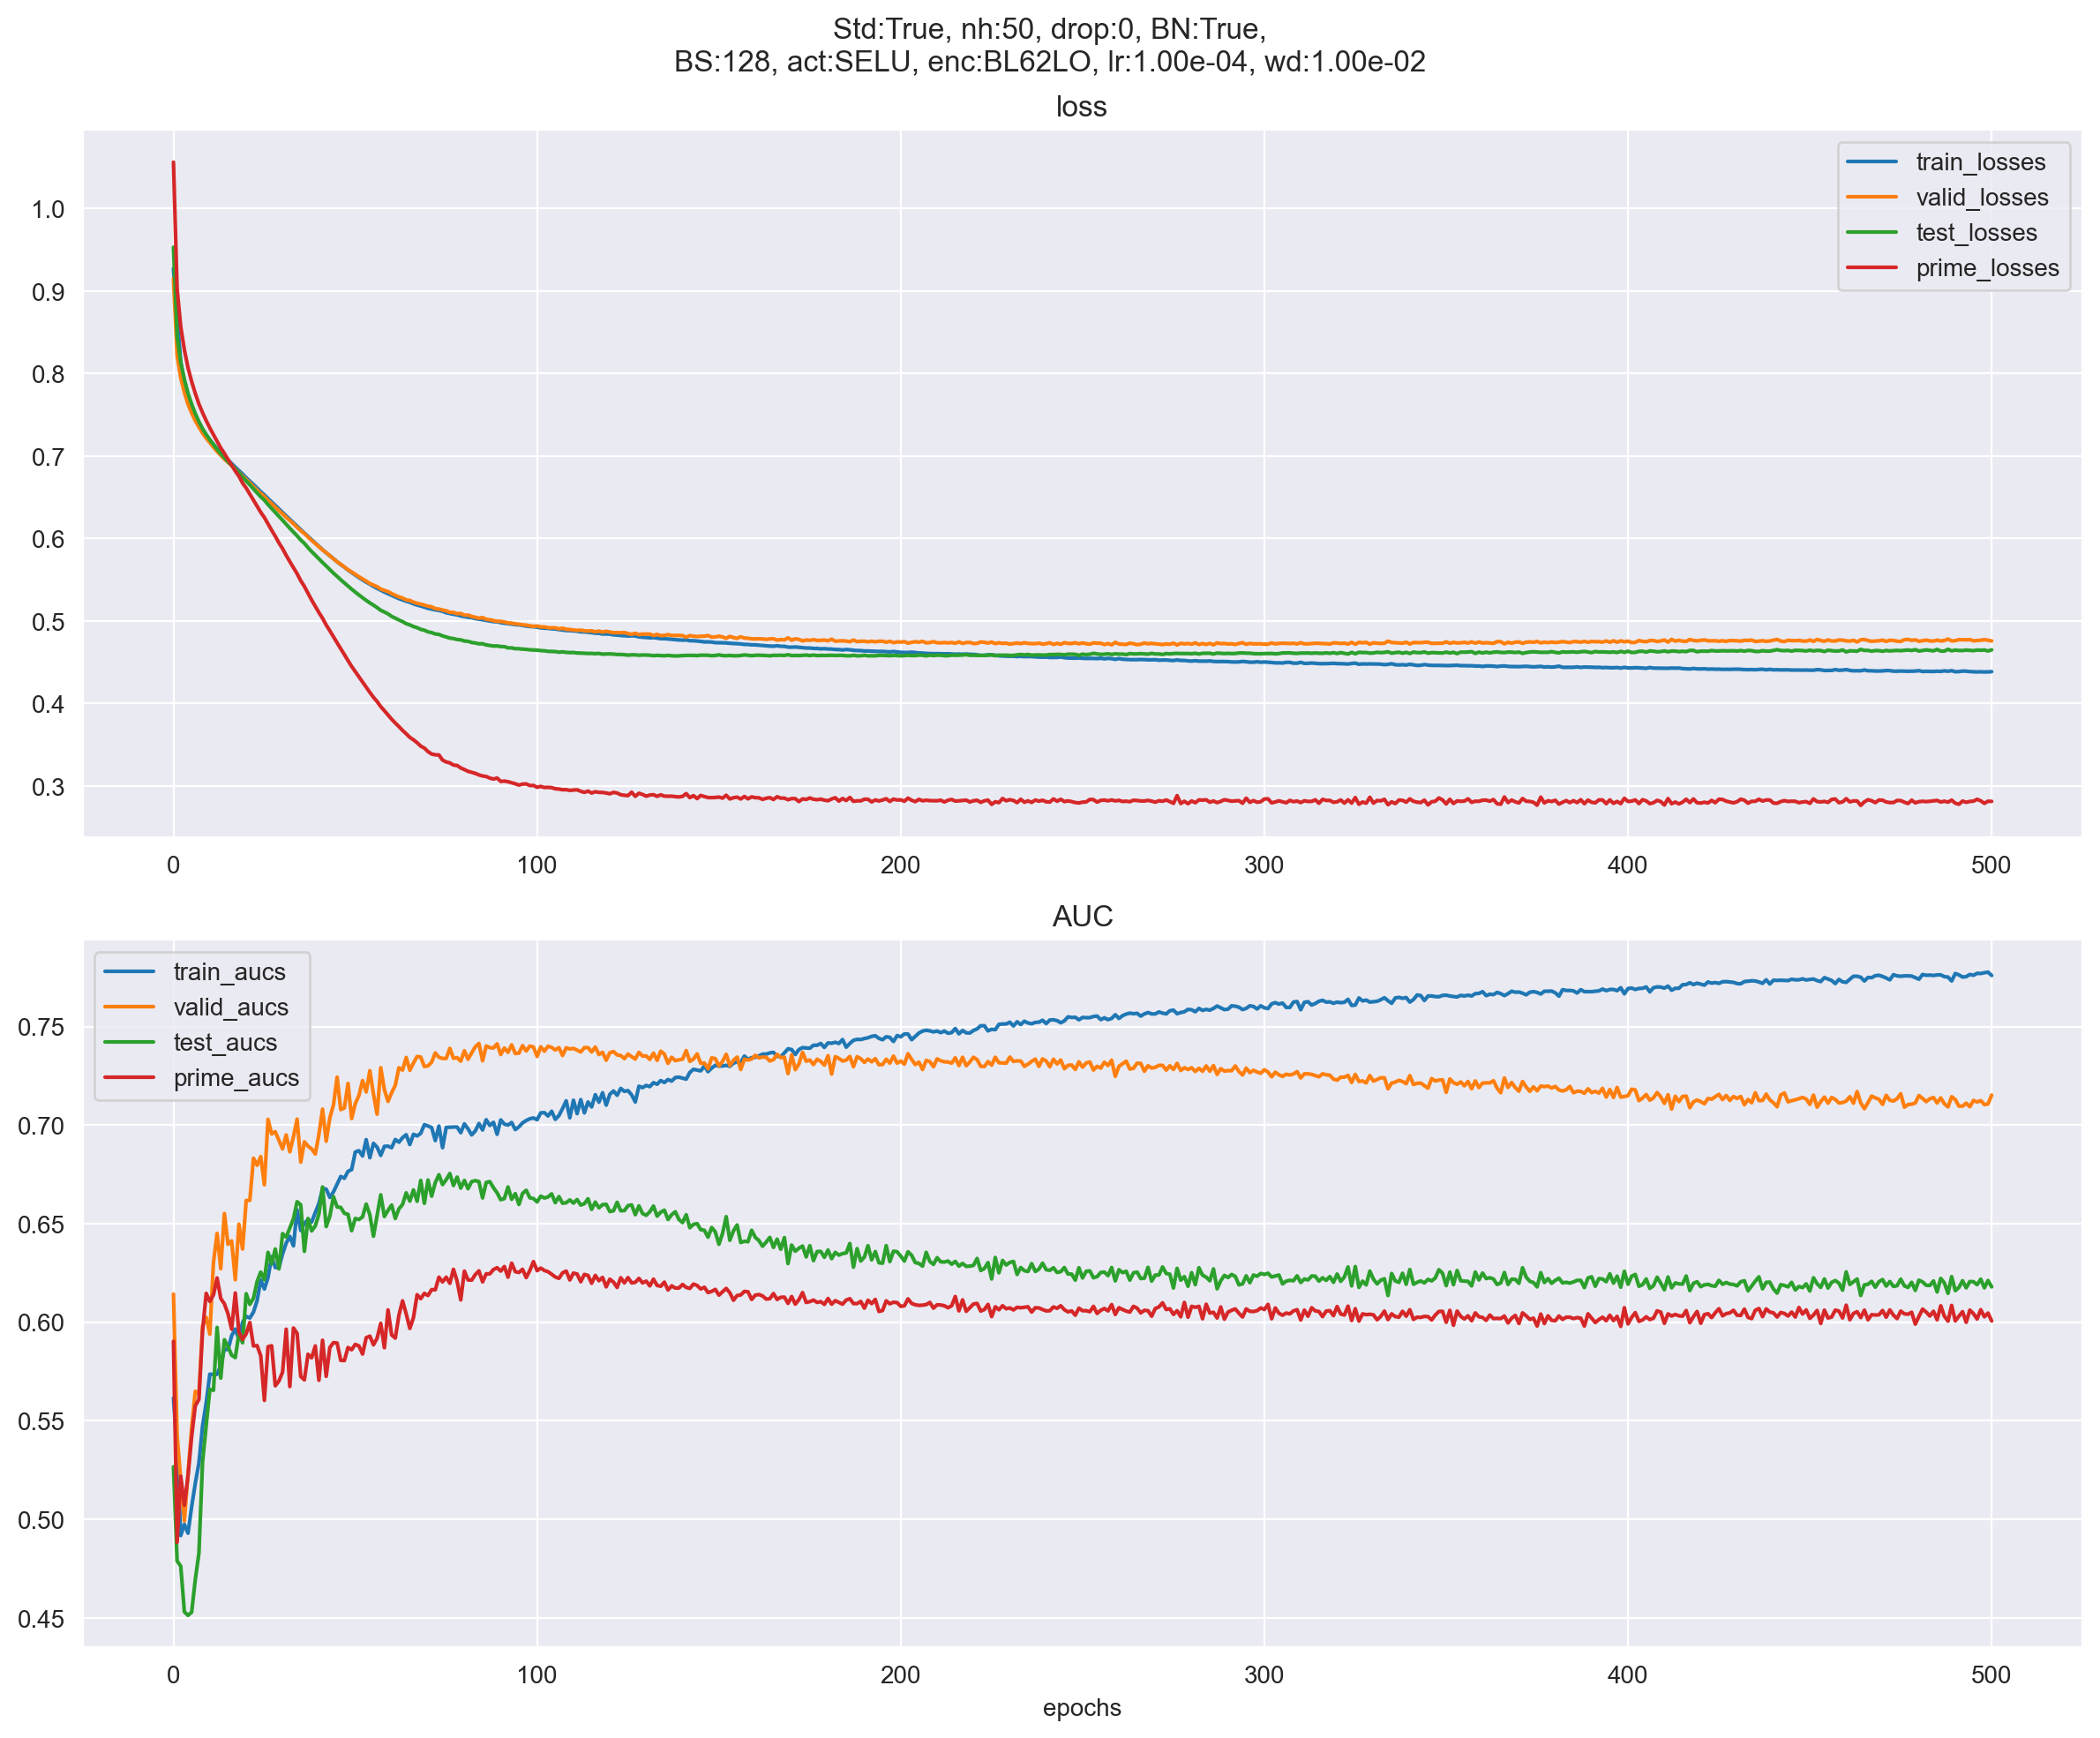 Std:True, nh:50, drop:0, BN:True,
BS:128, act:SELU, enc:BL62LO, lr:1.00e-04, wd:1.00e-02
loss
train_losses
valid_losses
test_losses
prime_losses
1.0
0.9
0.8
0.7
0.6
0.5
0.4
0.3
0 100 200 300 400 500
AUC
train_aucs
valid_aucs
test_aucs
prime_aucs
0.75
0.70
0.65
0.60
0.55
0.50
0.45
0 100 200 300 400 500
epochs